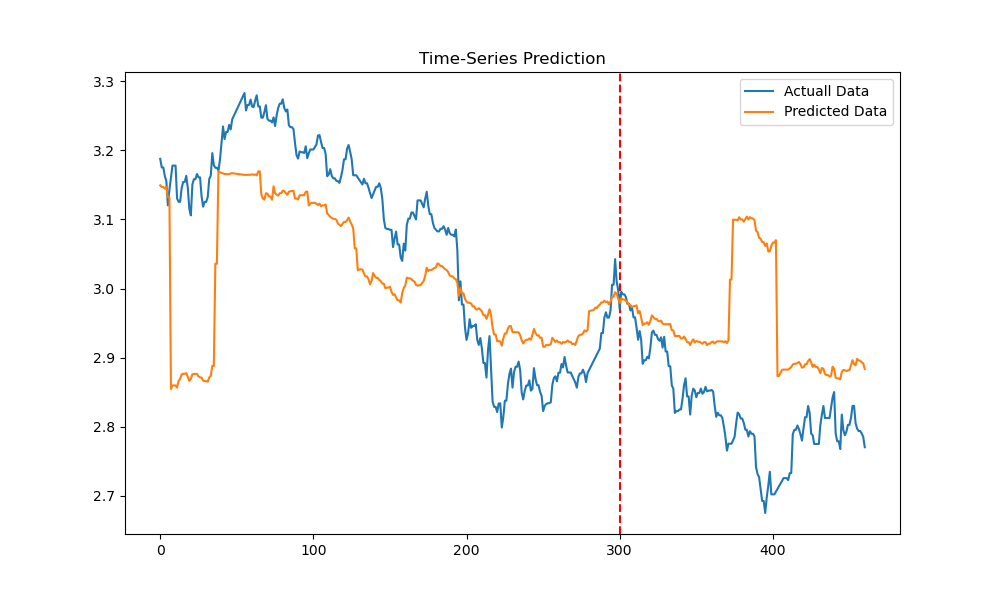 Time-Series Prediction
Actuall Data
Predicted Data
3.3
3.2
3.1
3.0
2.9
2.8
2.7
0 100 200 300 400